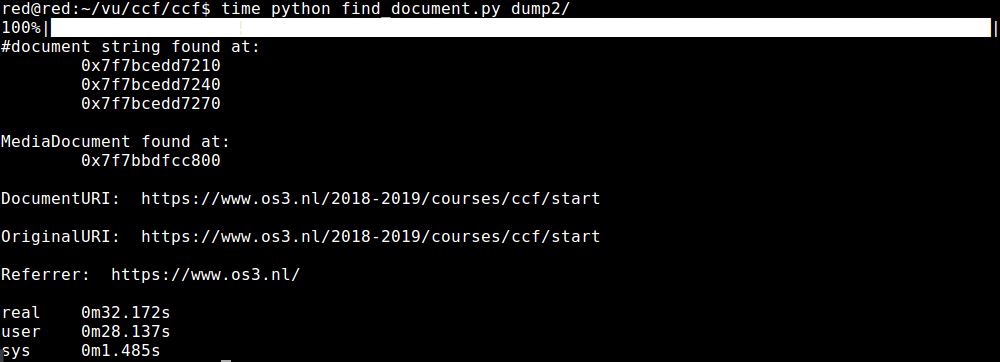 red@red:~/vu/ccf/ccf$ time python find_document.py dump2/
100%|██████████████████████████████████████████████|
#document string found at:
0x7f7bcedd7210
0x7f7bcedd7240
0x7f7bcedd7270
MediaDocument found at:
0x7f7bbdfcc800
DocumentURI:  https://www.os3.nl/2018-2019/courses/ccf/start
OriginalURI:  https://www.os3.nl/2018-2019/courses/ccf/start
Referrer:  https://www.os3.nl/
real    0m32.172s
user    0m28.137s
sys     0m1.485s